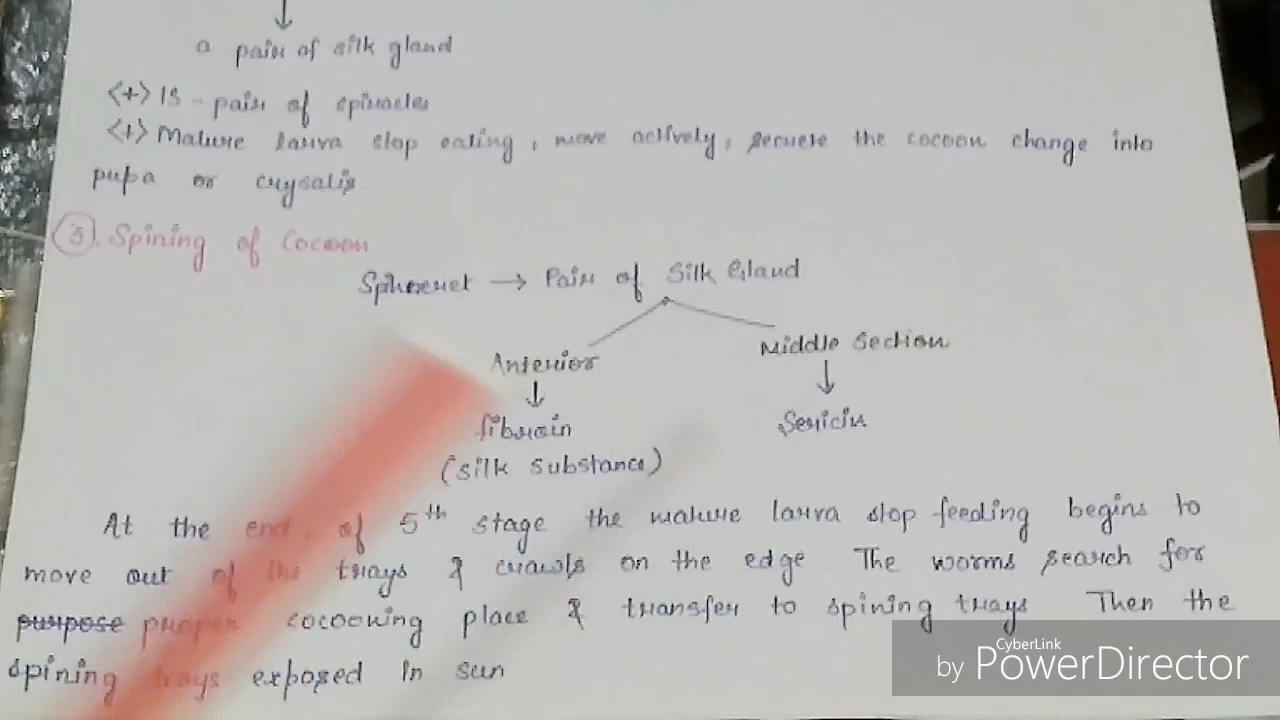 a pair of silk gland
<+> 18 - pair of spiracles
<+> Mature larva stop eating, move actively, secrete the cocoon change into
pupa or crysalis
(3). Spining of Cocoon
→ Pair of Silk Gland
Anterior Middle Section
↓ ↓
fibroin Sericin
(silk substance)
At the end of 5th stage the mature larva stop feeding begins to
move out of the trays & crawls on the edge The worms search for
purpose proper cocooning place & transfer to spining trays Then the
spining trays exposed in sun
by CyberLink PowerDirector